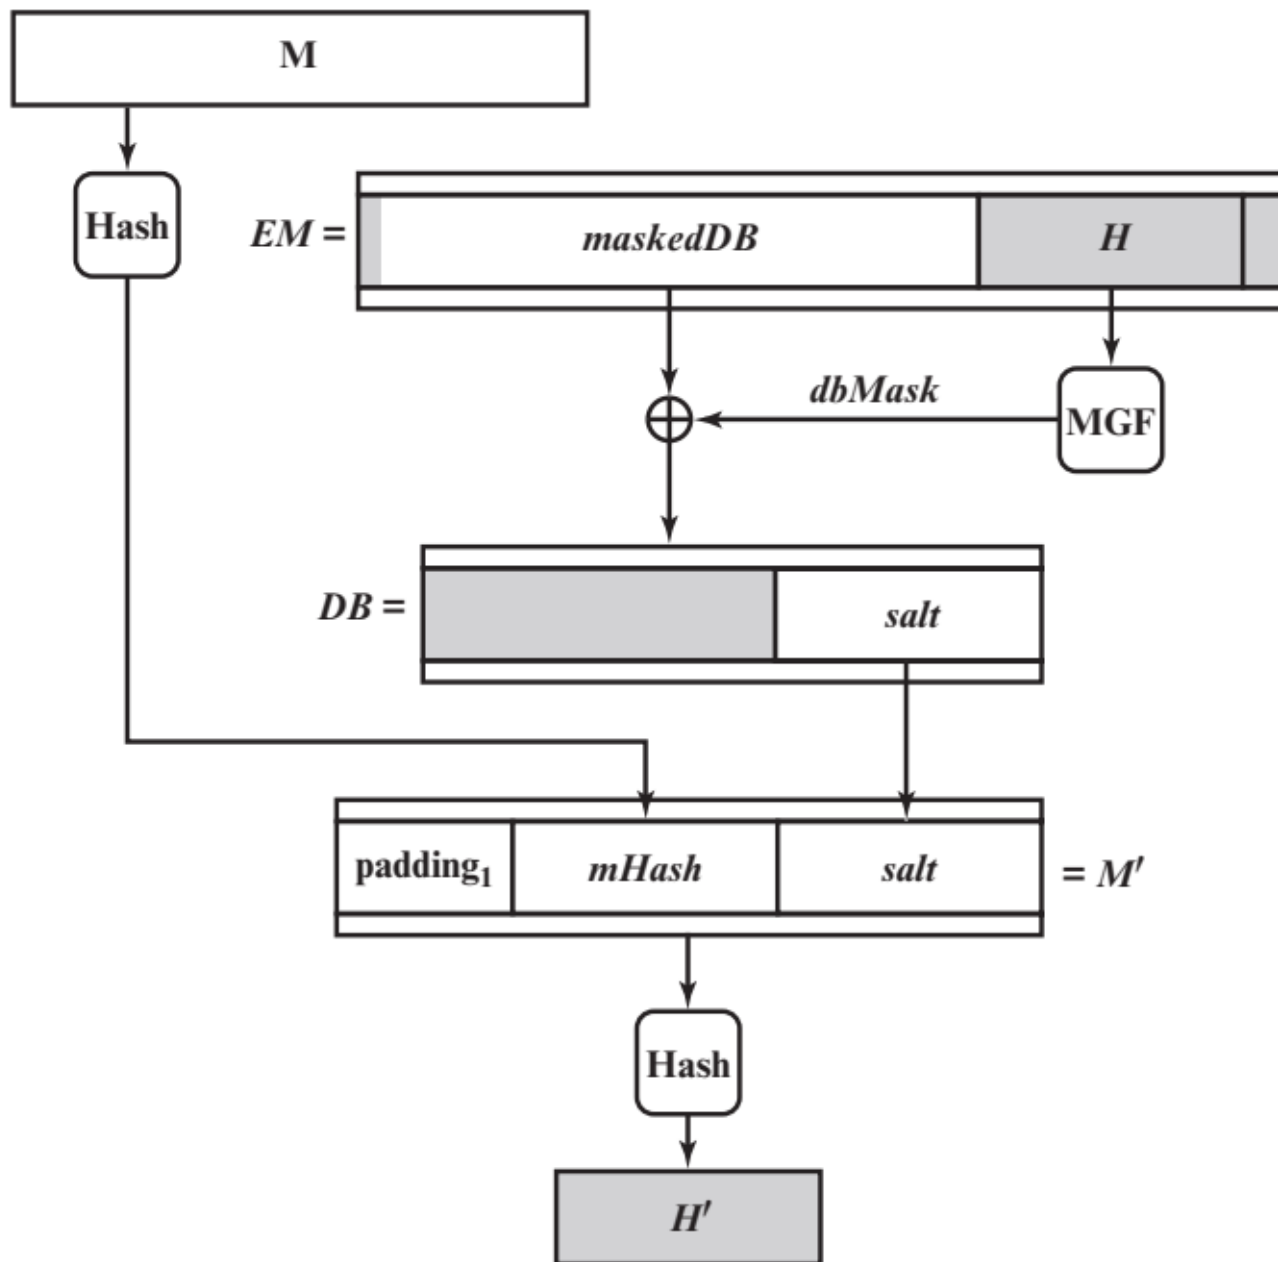 M
Hash
EM =
maskedDB
H
dbMask
MGF
DB =
salt
padding₁
mHash
salt
= M′
Hash
H′